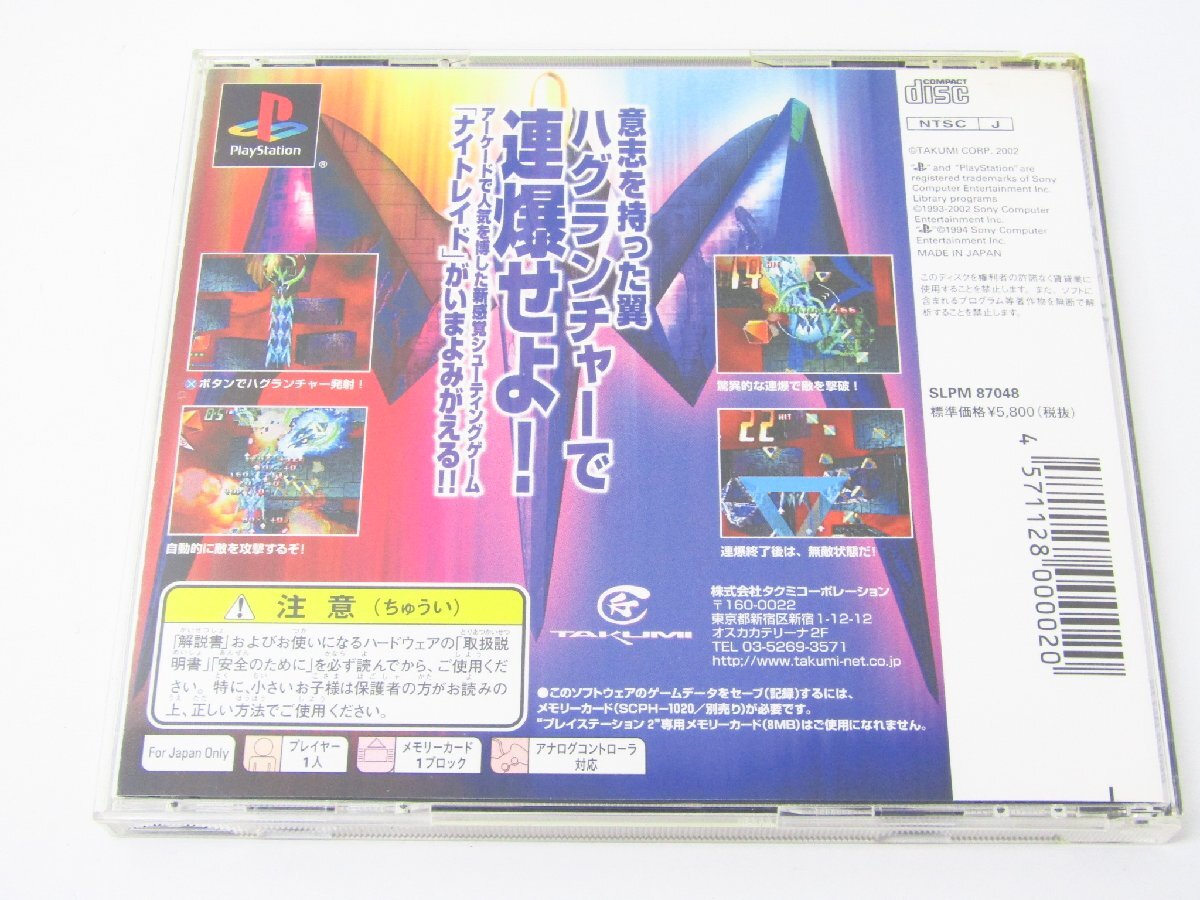 PlayStation
®
意志を持った翼
ハグランチャーで
連爆せよ!
アーケードで人気を博した新感覚シューティングゲーム
「ナイトレイド」がいまよみがえる!!
ボタンでハグランチャー発射!
自動的に敵を攻撃するぞ!
驚異的な連爆で敵を撃破!
連爆終了後は、無敵状態だ!
14
22
注意(ちゅうい)
「解説書」およびお使いになるハードウェアの「取扱説
明書」「安全のために」を必ず読んでから、ご使用くだ
さい。特に、小さいお子様は保護者の方がお読みの
上、正しい方法でご使用ください。
For Japan Only
プレイヤー
1人
メモリーカード
1ブロック
アナログコントローラ
対応
TAKUMI
株式会社タクミコーポレーション
〒160-0022
東京都新宿区新宿1-12-12
オスカカテリーナ2F
TEL 03-5269-3571
http://www.takumi-net.co.jp
●このソフトウェアのゲームデータをセーブ(記録)するには、
メモリーカード(SCPH-1020/別売り)が必要です。
"プレイステーション 2"専用メモリーカード(8MB)はご使用になれません。
COMPACT
disc
NTSC J
©TAKUMI CORP. 2002
" " and "PlayStation" are
registered trademarks of Sony
Computer Entertainment Inc.
Library programs
©1993-2002 Sony Computer
Entertainment Inc.
" "©1994 Sony Computer
Entertainment Inc.
MADE IN JAPAN
このディスクを権利者の許諾なく賃貸業に
使用することを禁止します。また、ソフトに
含まれるプログラム等著作物を無断で解
析することを禁止します。
SLPM 87048
標準価格¥5,800(税抜)
4571128000020